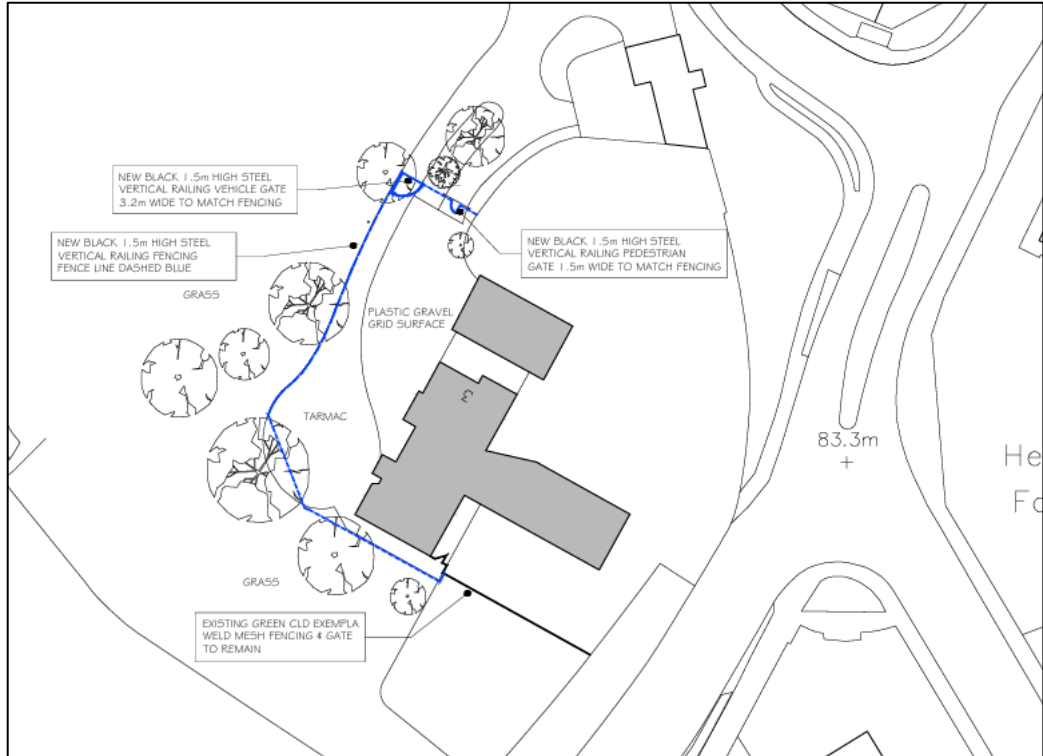 NEW BLACK 1.5m HIGH STEEL
VERTICAL RAILING VEHICLE GATE
3.2m WIDE TO MATCH FENCING
NEW BLACK 1.5m HIGH STEEL
VERTICAL RAILING FENCING
FENCE LINE DASHED BLUE
NEW BLACK 1.5m HIGH STEEL
VERTICAL RAILING PEDESTRIAN
GATE 1.5m WIDE TO MATCH FENCING
GRASS
PLASTIC GRAVEL
GRID SURFACE
3
TARMAC
83.3m
He
Fo
GRASS
EXISTING GREEN CLD EXEMPLA
WELD MESH FENCING & GATE
TO REMAIN